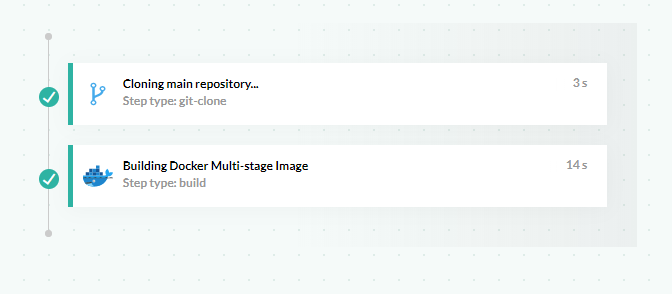 Cloning main repository...
3 s
Step type: git-clone
Building Docker Multi-stage Image
14 s
Step type: build